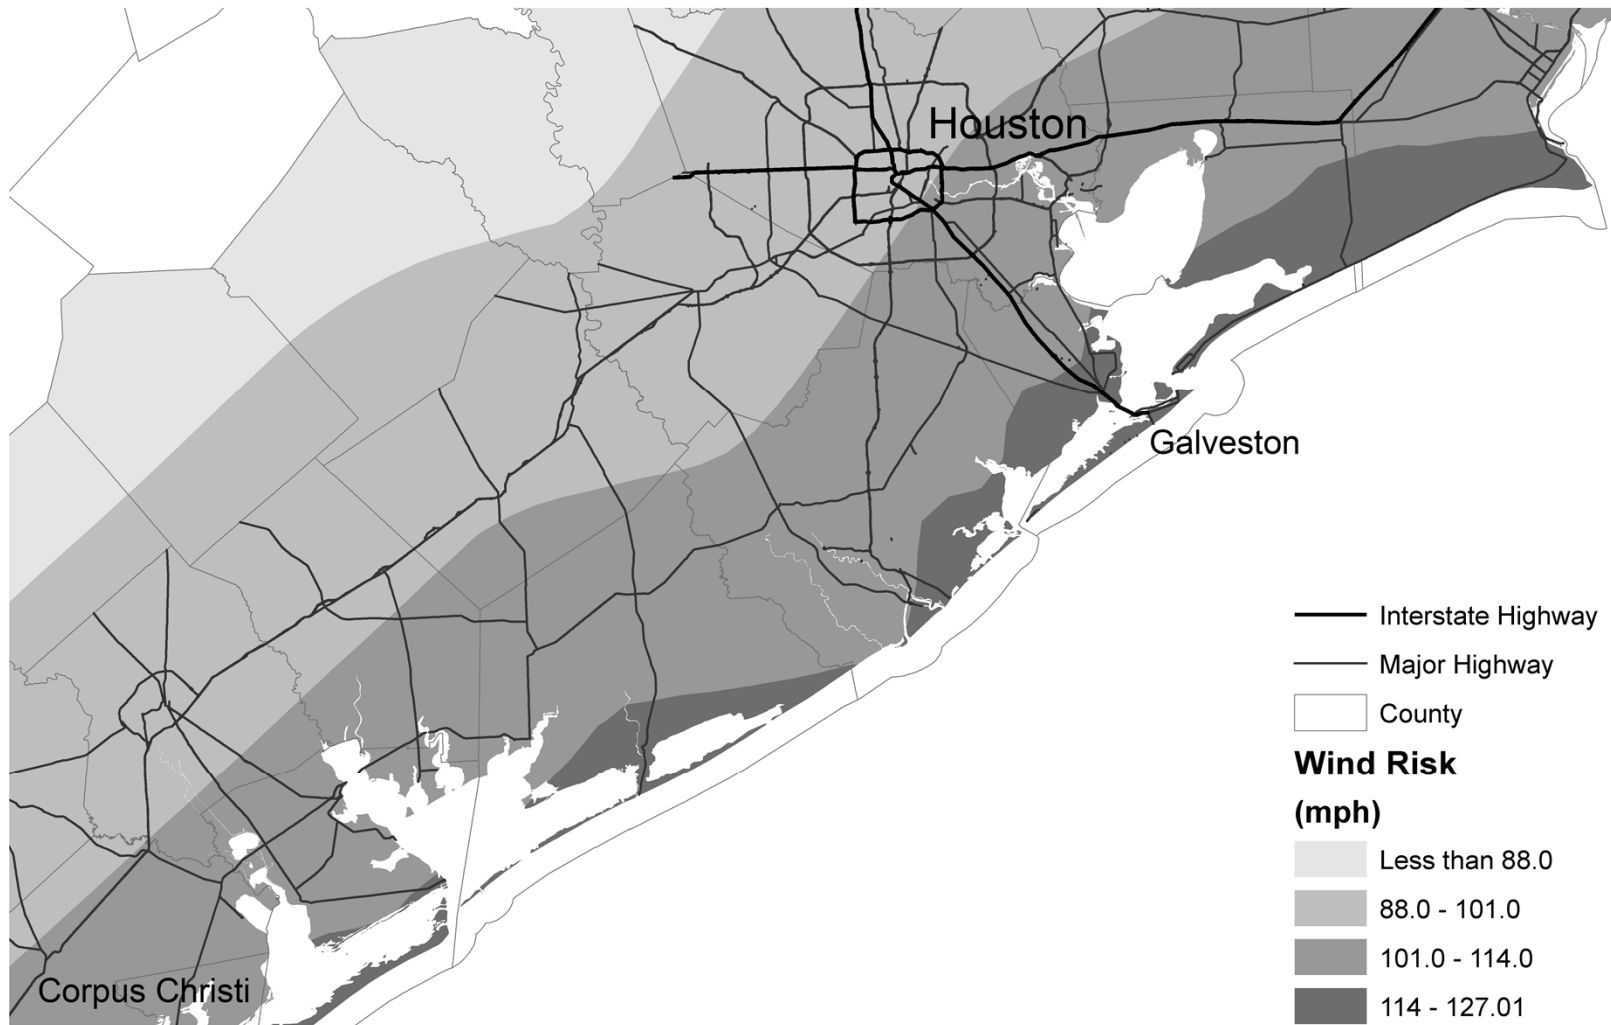 Houston
Galveston
Corpus Christi
Interstate Highway
Major Highway
County
Wind Risk
(mph)
Less than 88.0
88.0 - 101.0
101.0 - 114.0
114 - 127.01